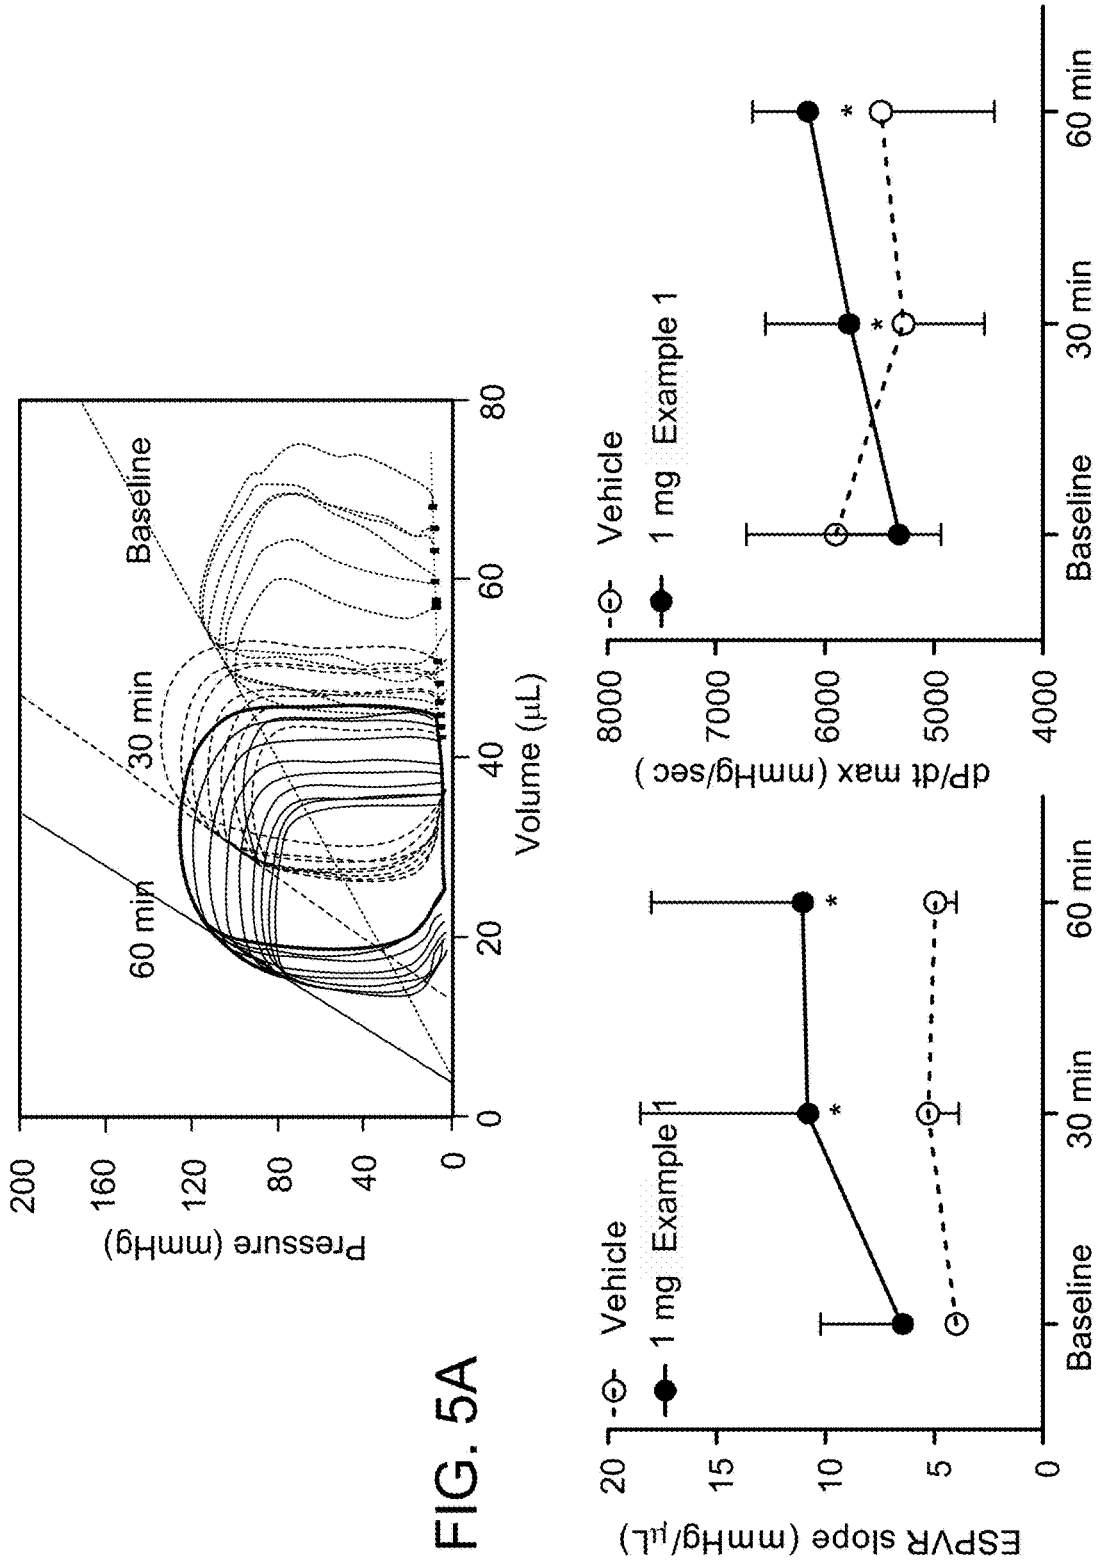 FIG. 5A
Pressure (mmHg)
200
160
120
80
40
0
60 min
30 min
Baseline
0
20
40
60
80
Volume (μL)
ESPVR slope (mmHg/μL)
20
15
10
5
0
Vehicle
1 mg Example 1
*
*
Baseline
30 min
60 min
dP/dt max (mmHg/sec)
8000
7000
6000
5000
4000
Vehicle
1 mg Example 1
*
*
Baseline
30 min
60 min